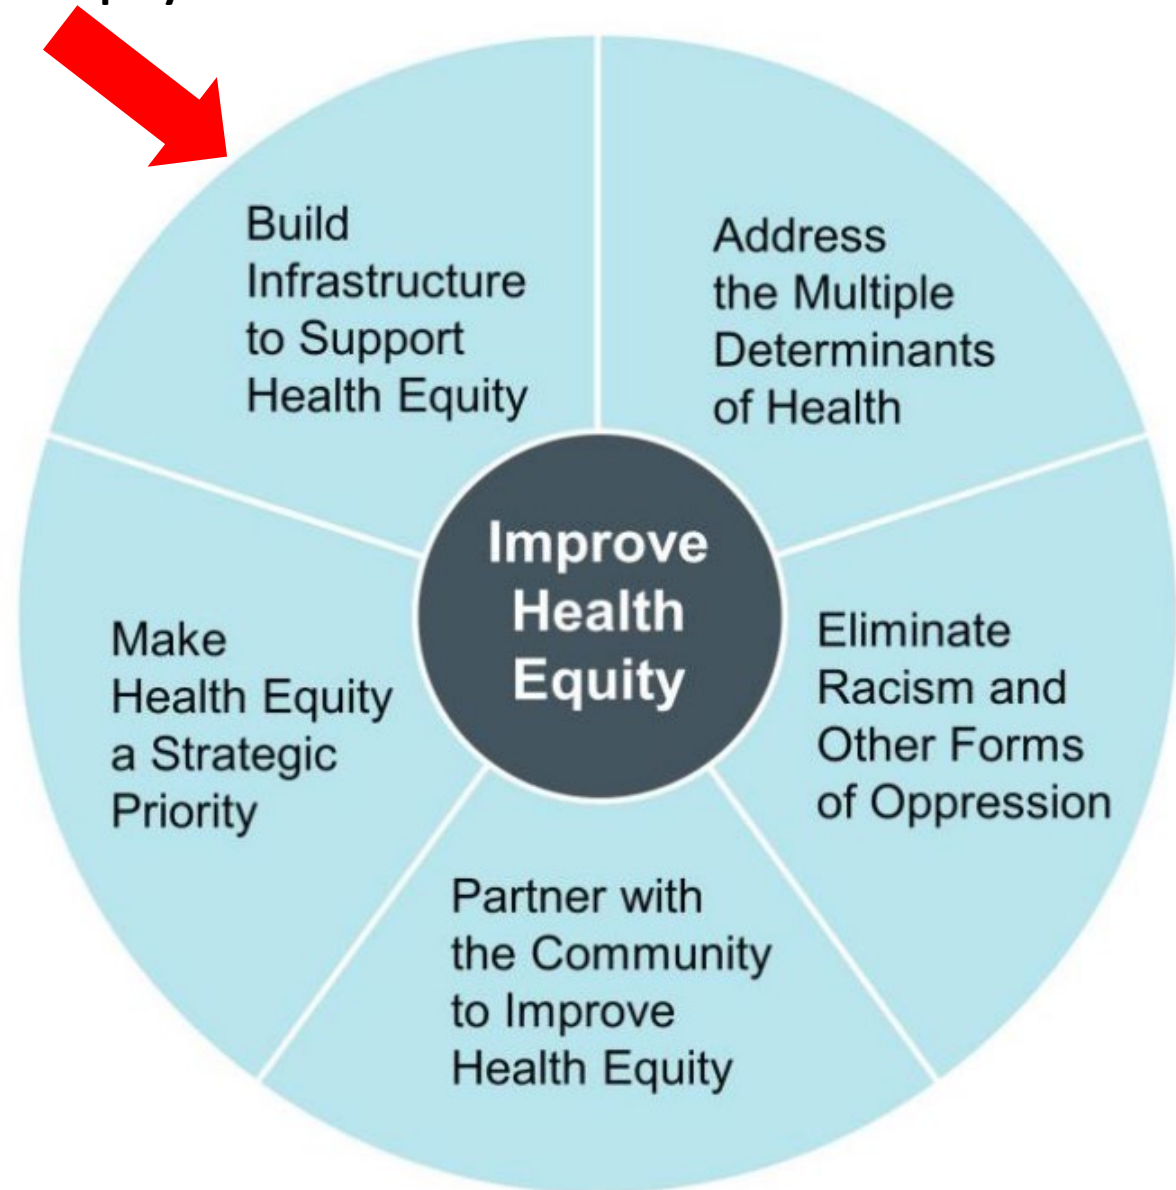 Build
Infrastructure
to Support
Health Equity
Address
the Multiple
Determinants
of Health
Improve
Health
Equity
Make
Health Equity
a Strategic
Priority
Eliminate
Racism and
Other Forms
of Oppression
Partner with
the Community
to Improve
Health Equity